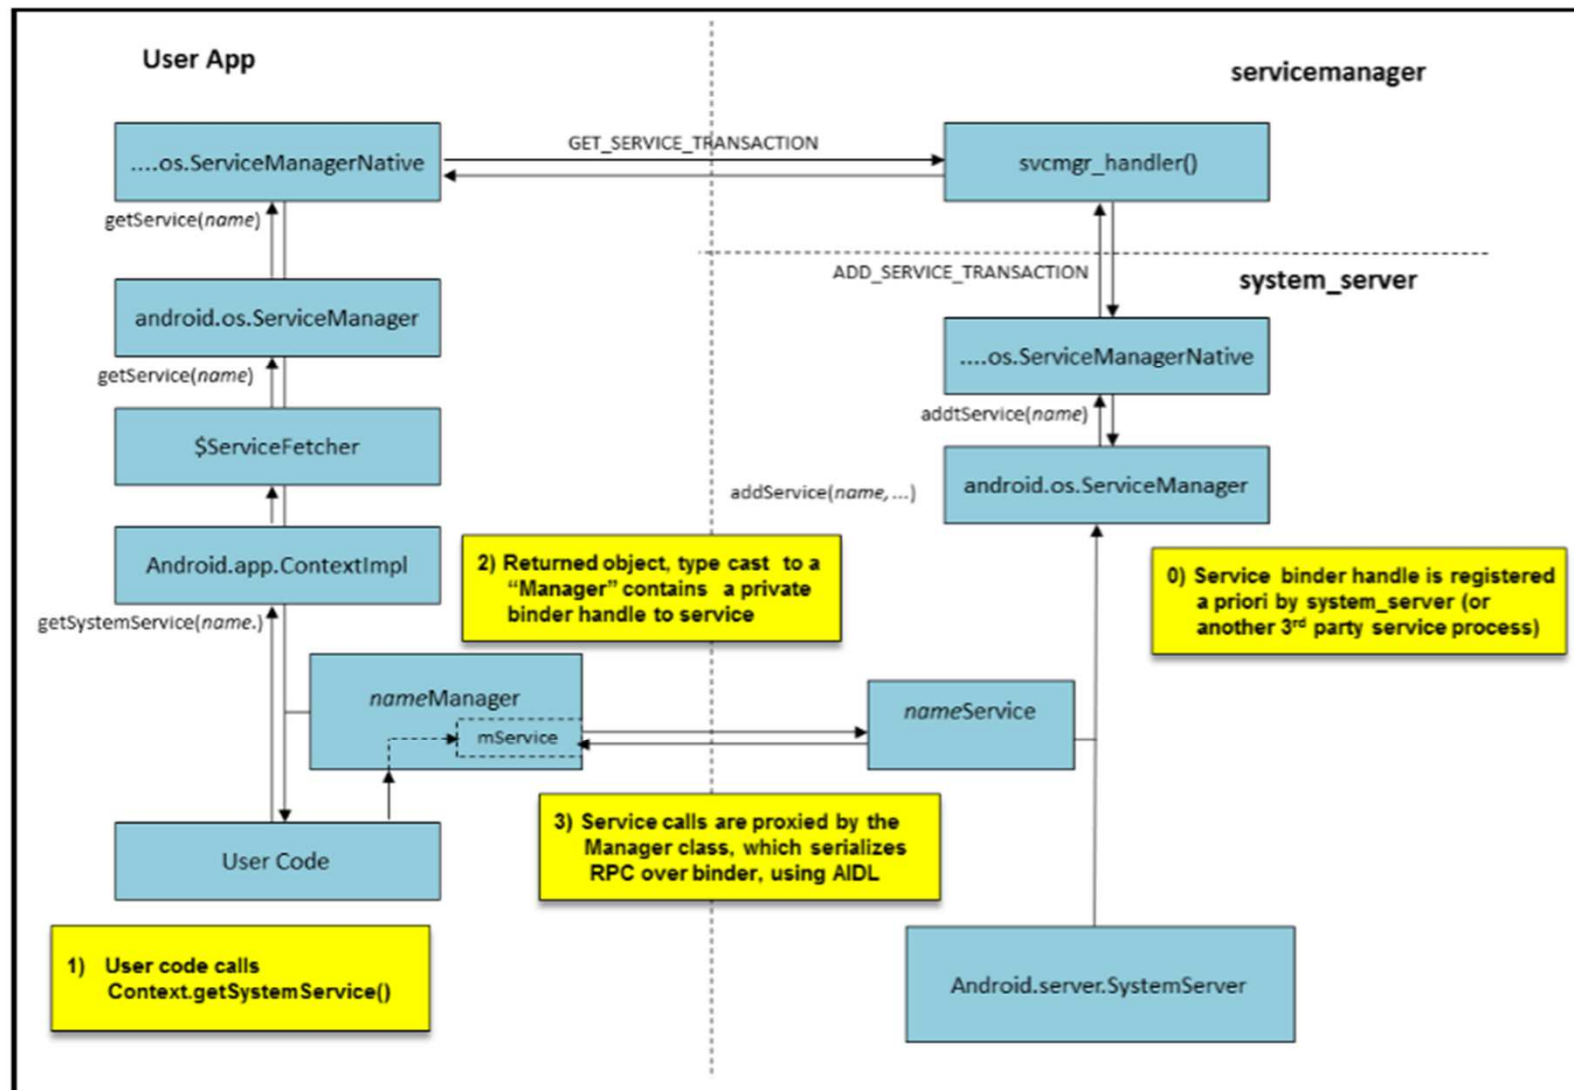 User App
servicemanager
....os.ServiceManagerNative
GET_SERVICE_TRANSACTION
svcmgr_handler()
getService(name)
ADD_SERVICE_TRANSACTION
system_server
android.os.ServiceManager
....os.ServiceManagerNative
getService(name)
addtService(name)
$ServiceFetcher
android.os.ServiceManager
addService(name, ...)
Android.app.ContextImpl
2) Returned object, type cast to a
“Manager” contains a private
binder handle to service
0) Service binder handle is registered
a priori by system_server (or
another 3rd party service process)
getSystemService(name.)
nameManager
mService
nameService
User Code
3) Service calls are proxied by the
Manager class, which serializes
RPC over binder, using AIDL
1) User code calls
Context.getSystemService()
Android.server.SystemServer